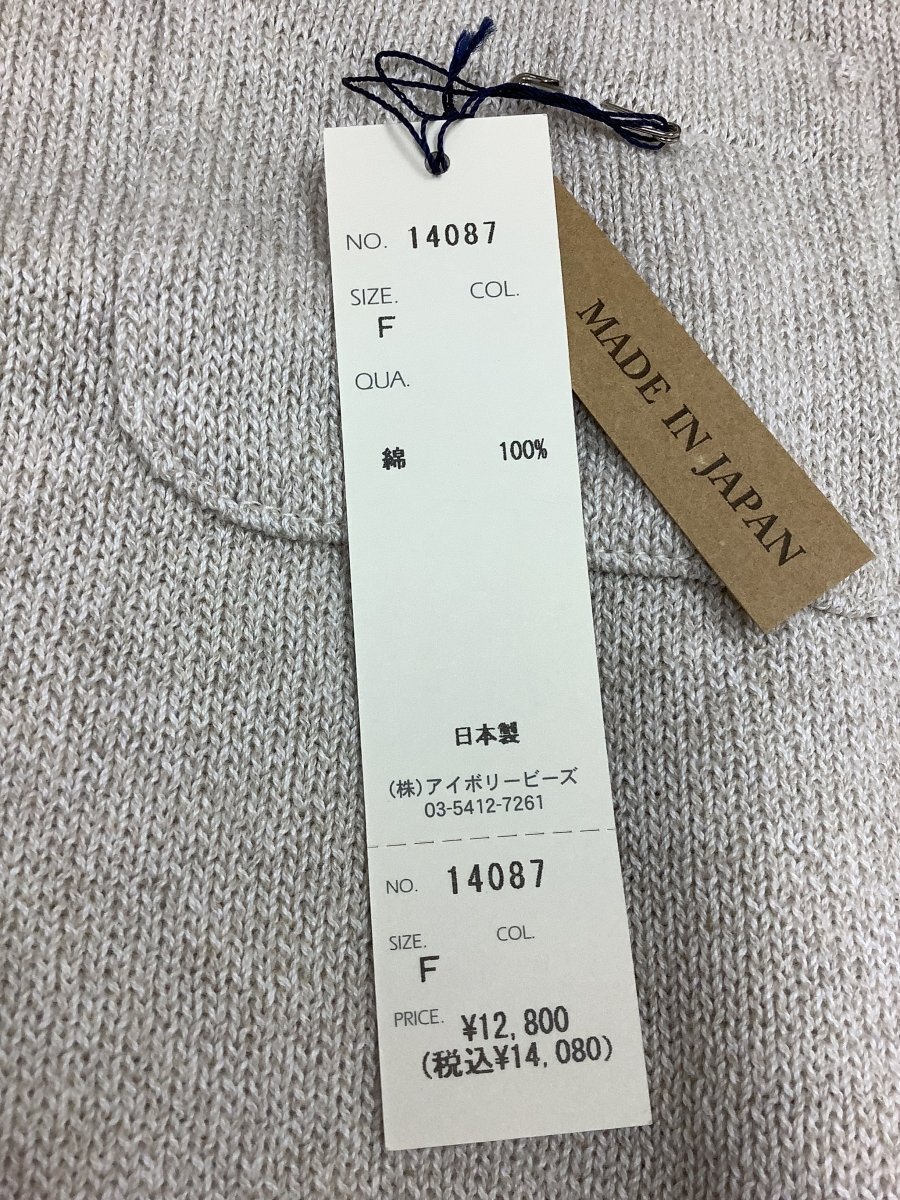 NO. 14087
SIZE. COL.
F
QUA.
綿 100%
日本製
(株)アイボリービーズ
03-5412-7261
NO. 14087
SIZE. COL.
F
PRICE. ¥12,800
(税込¥14,080)
MADE IN JAPAN